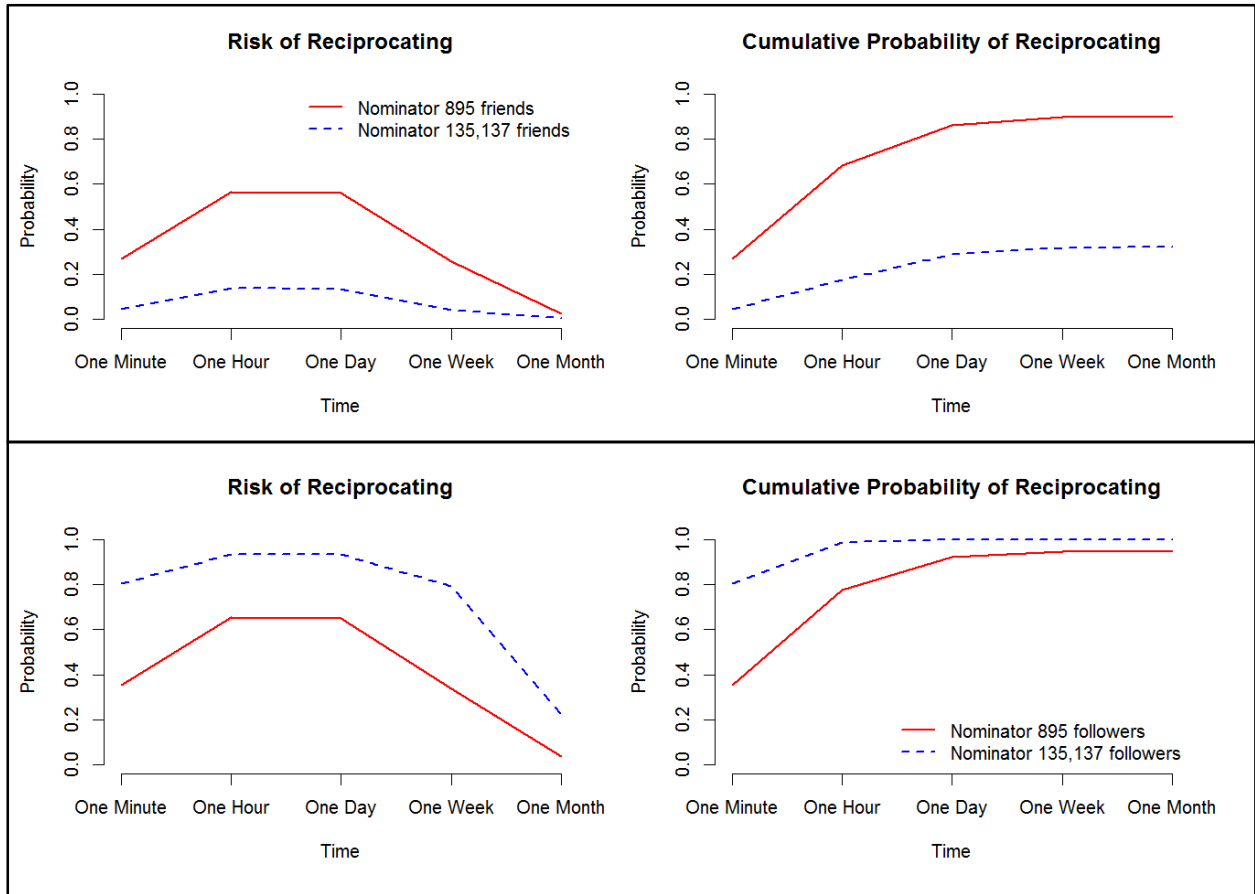 Risk of Reciprocating
Probability
0.0 0.2 0.4 0.6 0.8 1.0
Nominator 895 friends
Nominator 135,137 friends
One Minute One Hour One Day One Week One Month
Time
Cumulative Probability of Reciprocating
Probability
0.0 0.2 0.4 0.6 0.8 1.0
One Minute One Hour One Day One Week One Month
Time
Risk of Reciprocating
Probability
0.0 0.2 0.4 0.6 0.8 1.0
One Minute One Hour One Day One Week One Month
Time
Cumulative Probability of Reciprocating
Probability
0.0 0.2 0.4 0.6 0.8 1.0
Nominator 895 followers
Nominator 135,137 followers
One Minute One Hour One Day One Week One Month
Time